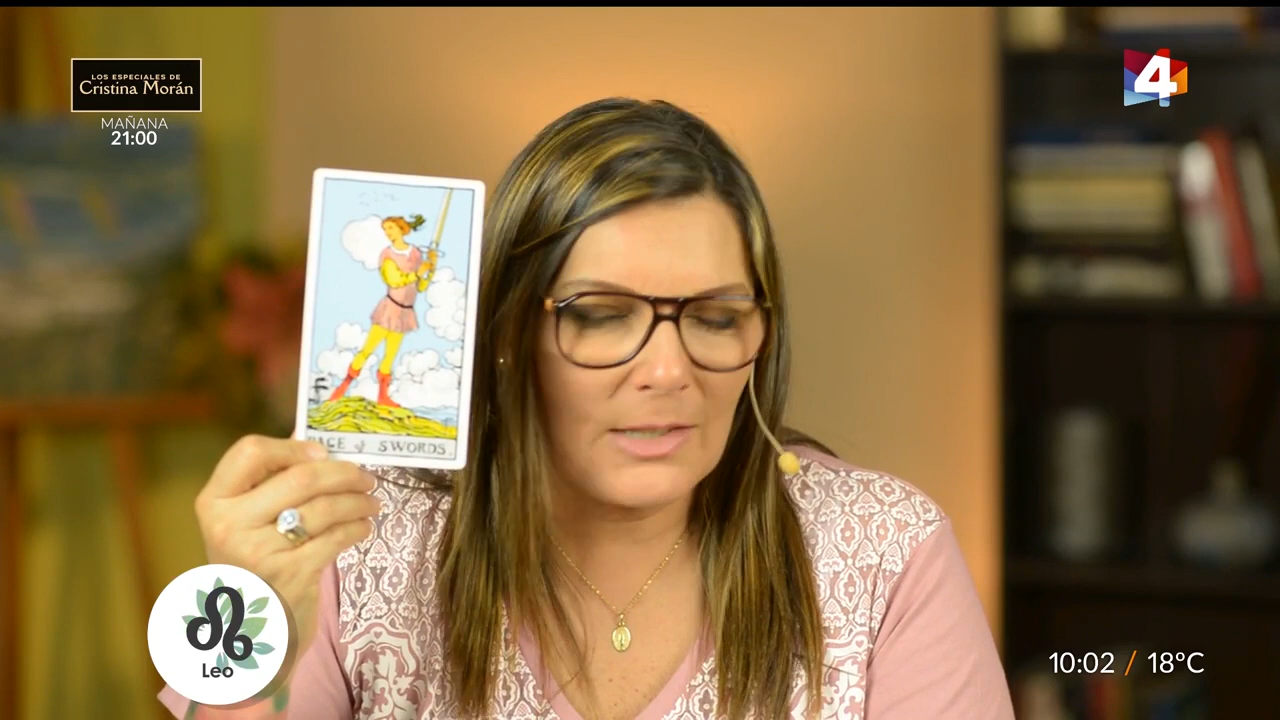 LOS ESPECIALES DE
Cristina Morán
MAÑANA
21:00
4
PAGE of SWORDS.
Leo
10:02 / 18°C